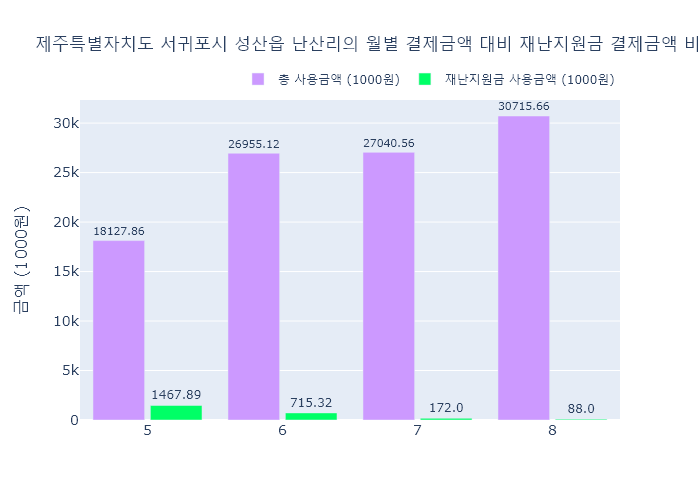 제주특별자치도 서귀포시 성산읍 난산리의 월별 결제금액 대비 재난지원금 결제금액 비
총 사용금액 (1000원) 재난지원금 사용금액 (1000원)
금액 (1000원)
30k
25k
20k
15k
10k
5k
0
18127.86
1467.89
26955.12
715.32
27040.56
172.0
30715.66
88.0
5 6 7 8